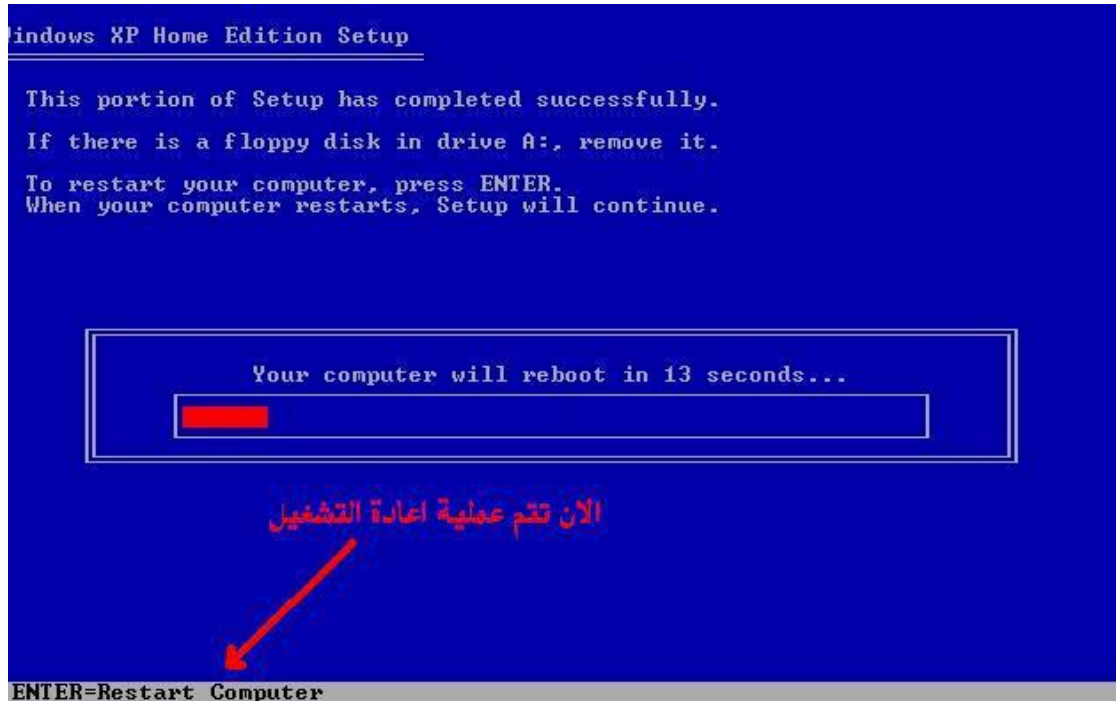 indows XP Home Edition Setup
This portion of Setup has completed successfully.
If there is a floppy disk in drive A:, remove it.
To restart your computer, press ENTER.
When your computer restarts, Setup will continue.
Your computer will reboot in 13 seconds...
الان تتم عملية اعادة التشغيل
ENTER=Restart Computer